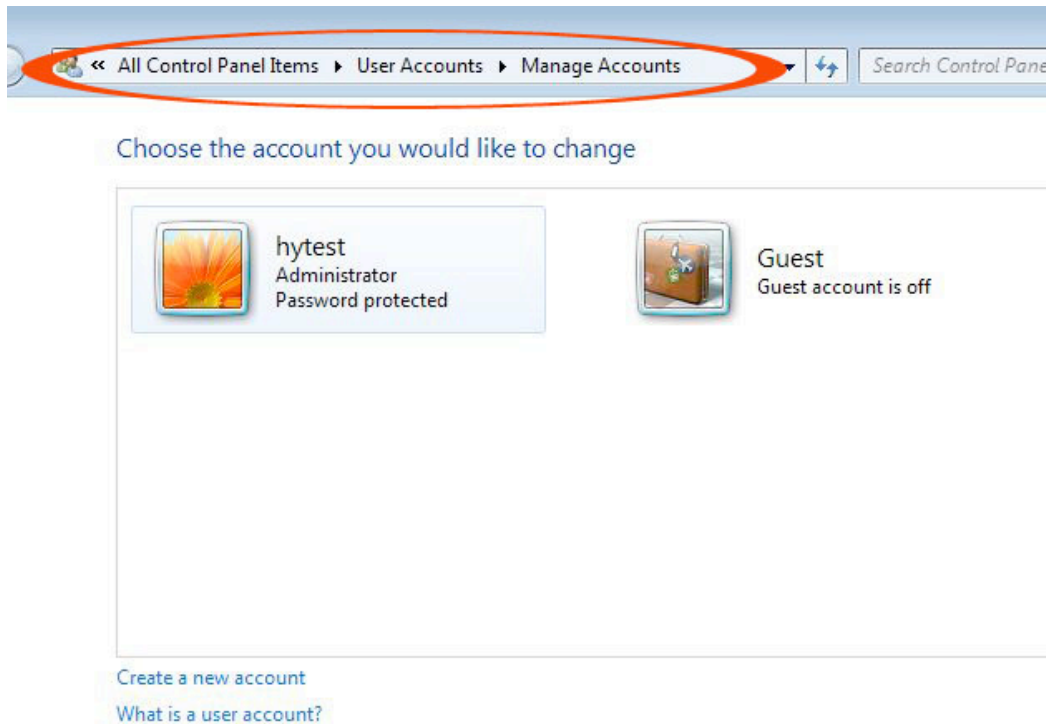 « All Control Panel Items ▸ User Accounts ▸ Manage Accounts
Search Control Pane
Choose the account you would like to change
hytest
Administrator
Password protected
Guest
Guest account is off
Create a new account
What is a user account?